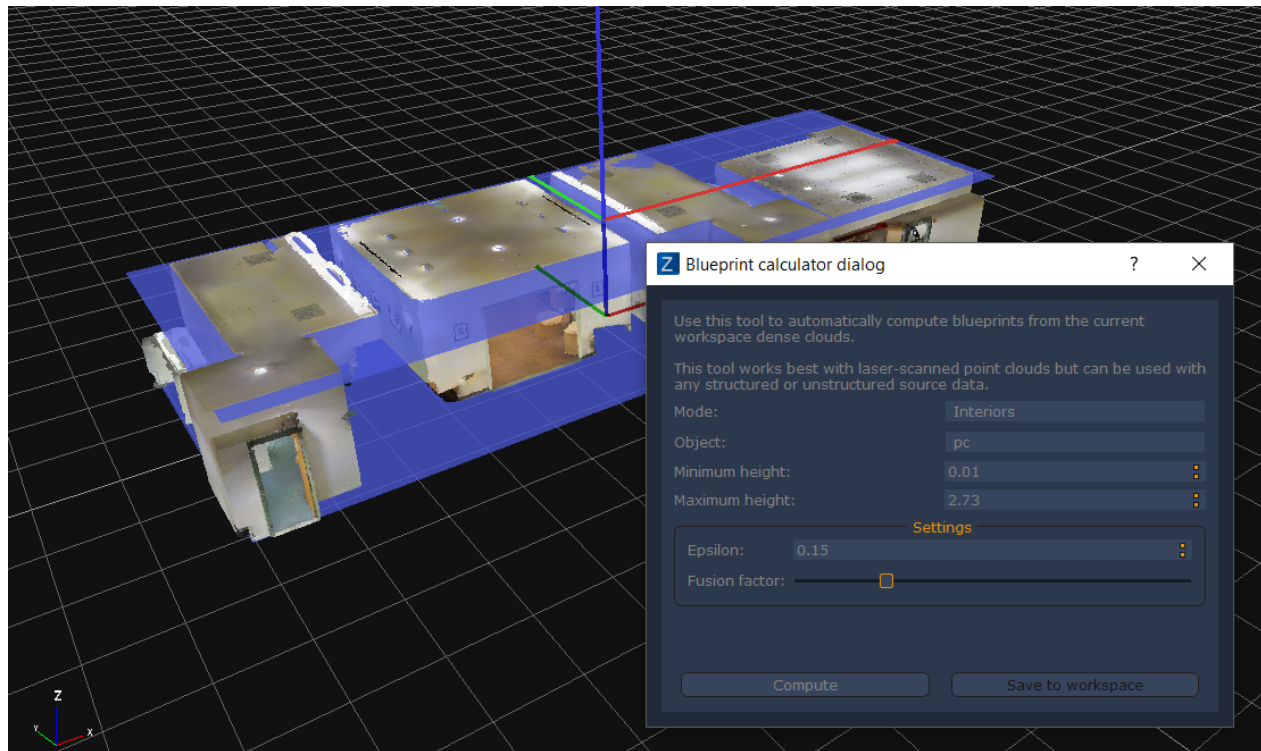 Z Blueprint calculator dialog ? ×
Use this tool to automatically compute blueprints from the current
workspace dense clouds.
This tool works best with laser-scanned point clouds but can be used with
any structured or unstructured source data.
Mode: Interiors
Object: pc
Minimum height: 0.01
Maximum height: 2.73
Settings
Epsilon: 0.15
Fusion factor:
Compute Save to workspace
Z
Y X